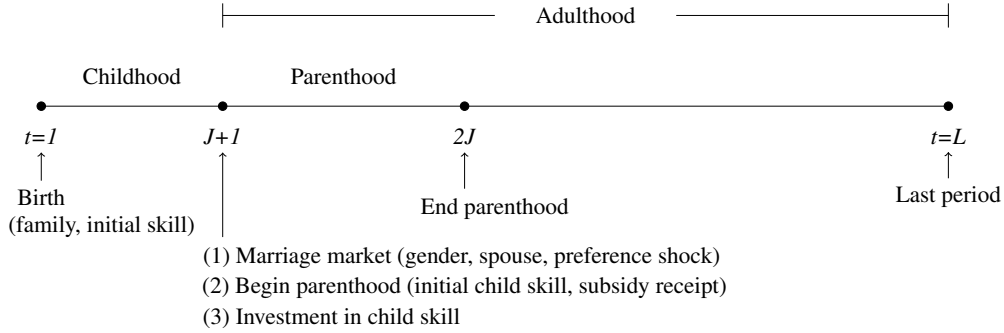 Adulthood
Childhood Parenthood
t=1 J+1 2J t=L
Birth
(family, initial skill)
End parenthood
Last period
(1) Marriage market (gender, spouse, preference shock)
(2) Begin parenthood (initial child skill, subsidy receipt)
(3) Investment in child skill